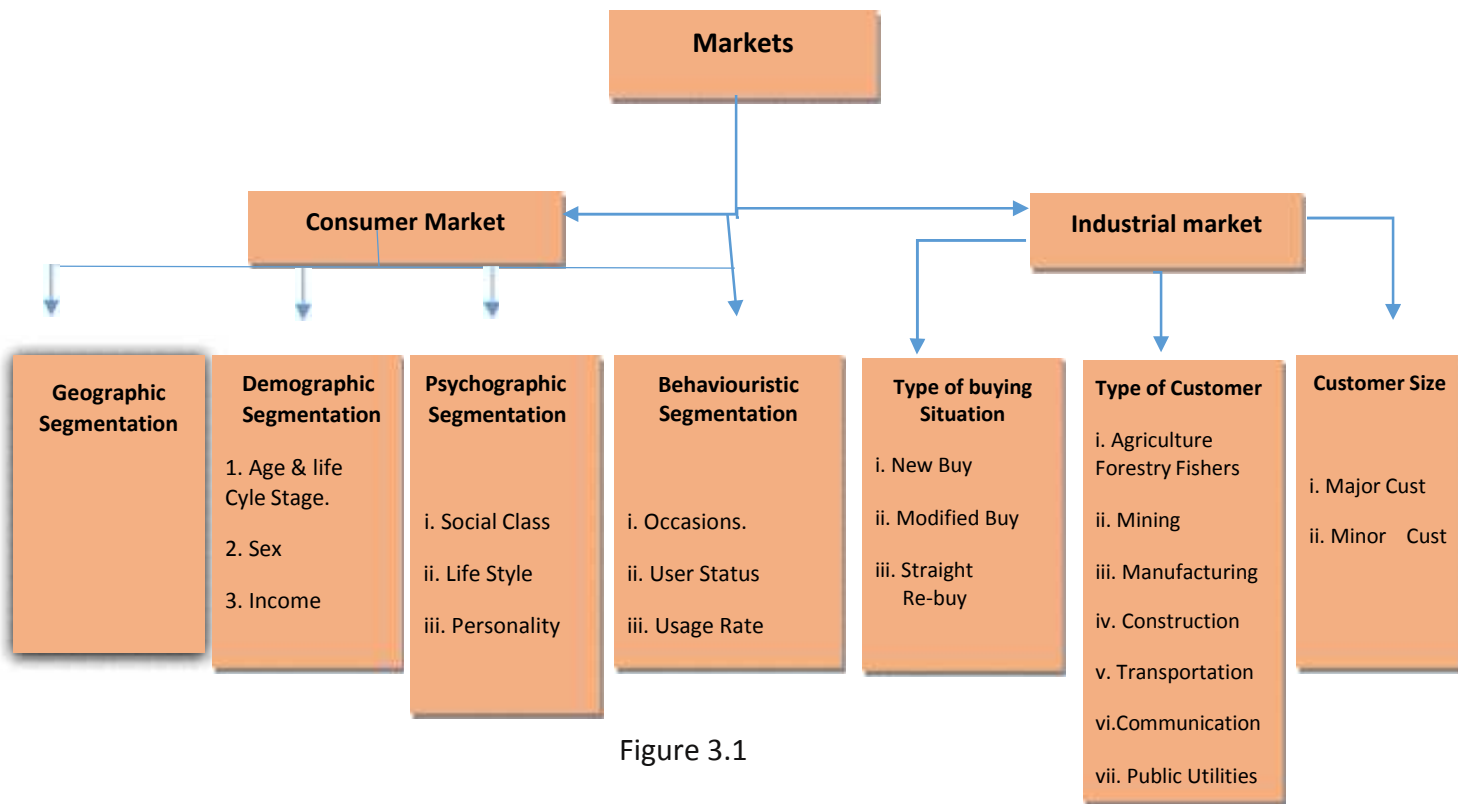 Markets
Consumer Market
Industrial market
Geographic
Segmentation
Demographic
Segmentation
1. Age & life
Cyle Stage.
2. Sex
3. Income
Psychographic
Segmentation
i. Social Class
ii. Life Style
iii. Personality
Behaviouristic
Segmentation
i. Occasions.
ii. User Status
iii. Usage Rate
Type of buying
Situation
i. New Buy
ii. Modified Buy
iii. Straight
Re-buy
Type of Customer
i. Agriculture
Forestry Fishers
ii. Mining
iii. Manufacturing
iv. Construction
v. Transportation
vi.Communication
vii. Public Utilities
Customer Size
i. Major Cust
ii. Minor Cust
Figure 3.1